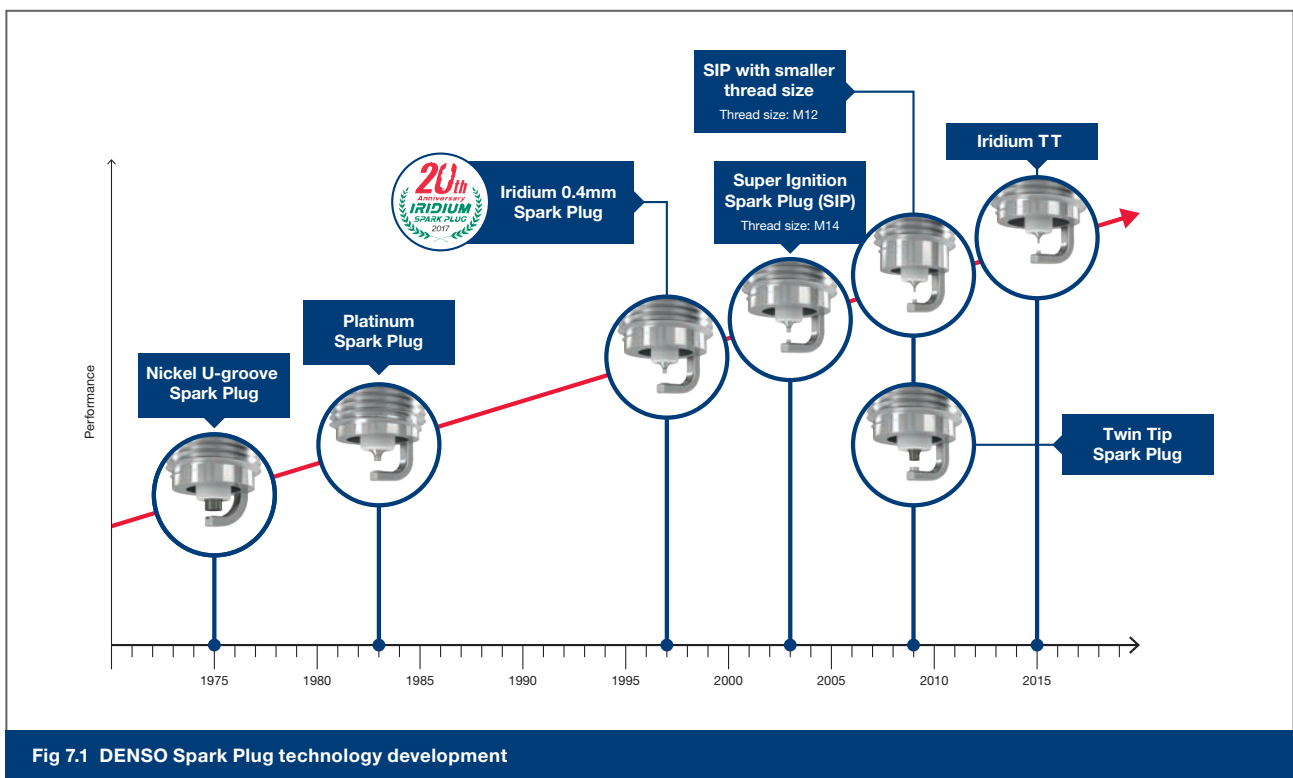 SIP with smaller
thread size
Thread size: M12
Iridium TT
20th
Anniversary
IRIDIUM
SPARK PLUG
2017
Iridium 0.4mm
Spark Plug
Super Ignition
Spark Plug (SIP)
Thread size: M14
Platinum
Spark Plug
Nickel U-groove
Spark Plug
Twin Tip
Spark Plug
Performance
1975 1980 1985 1990 1995 2000 2005 2010 2015
Fig 7.1 DENSO Spark Plug technology development